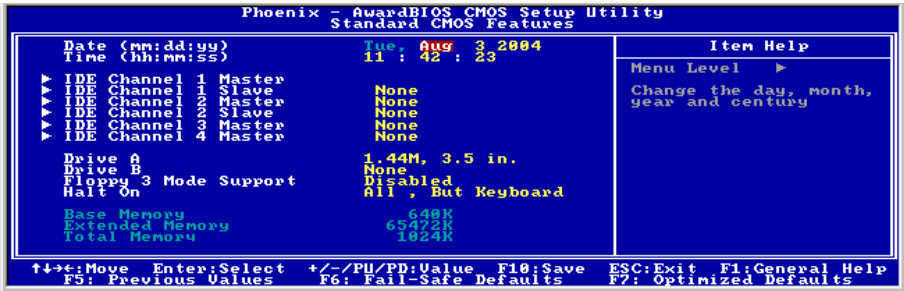 Phoenix - AwardBIOS CMOS Setup Utility
Standard CMOS Features
Date (mm:dd:yy) Tue, Aug 3 2004
Time (hh:mm:ss) 11 : 42 : 23
► IDE Channel 1 Master
► IDE Channel 1 Slave None
► IDE Channel 2 Master None
► IDE Channel 2 Slave None
► IDE Channel 3 Master None
► IDE Channel 4 Master None
Drive A 1.44M, 3.5 in.
Drive B None
Floppy 3 Mode Support Disabled
Halt On All , But Keyboard
Base Memory 640K
Extended Memory 65472K
Total Memory 1024K
Item Help
Menu Level ►
Change the day, month,
year and century
↑↓→←:Move Enter:Select +/-/PU/PD:Value F10:Save ESC:Exit F1:General Help
F5: Previous Values F6: Fail-Safe Defaults F7: Optimized Defaults